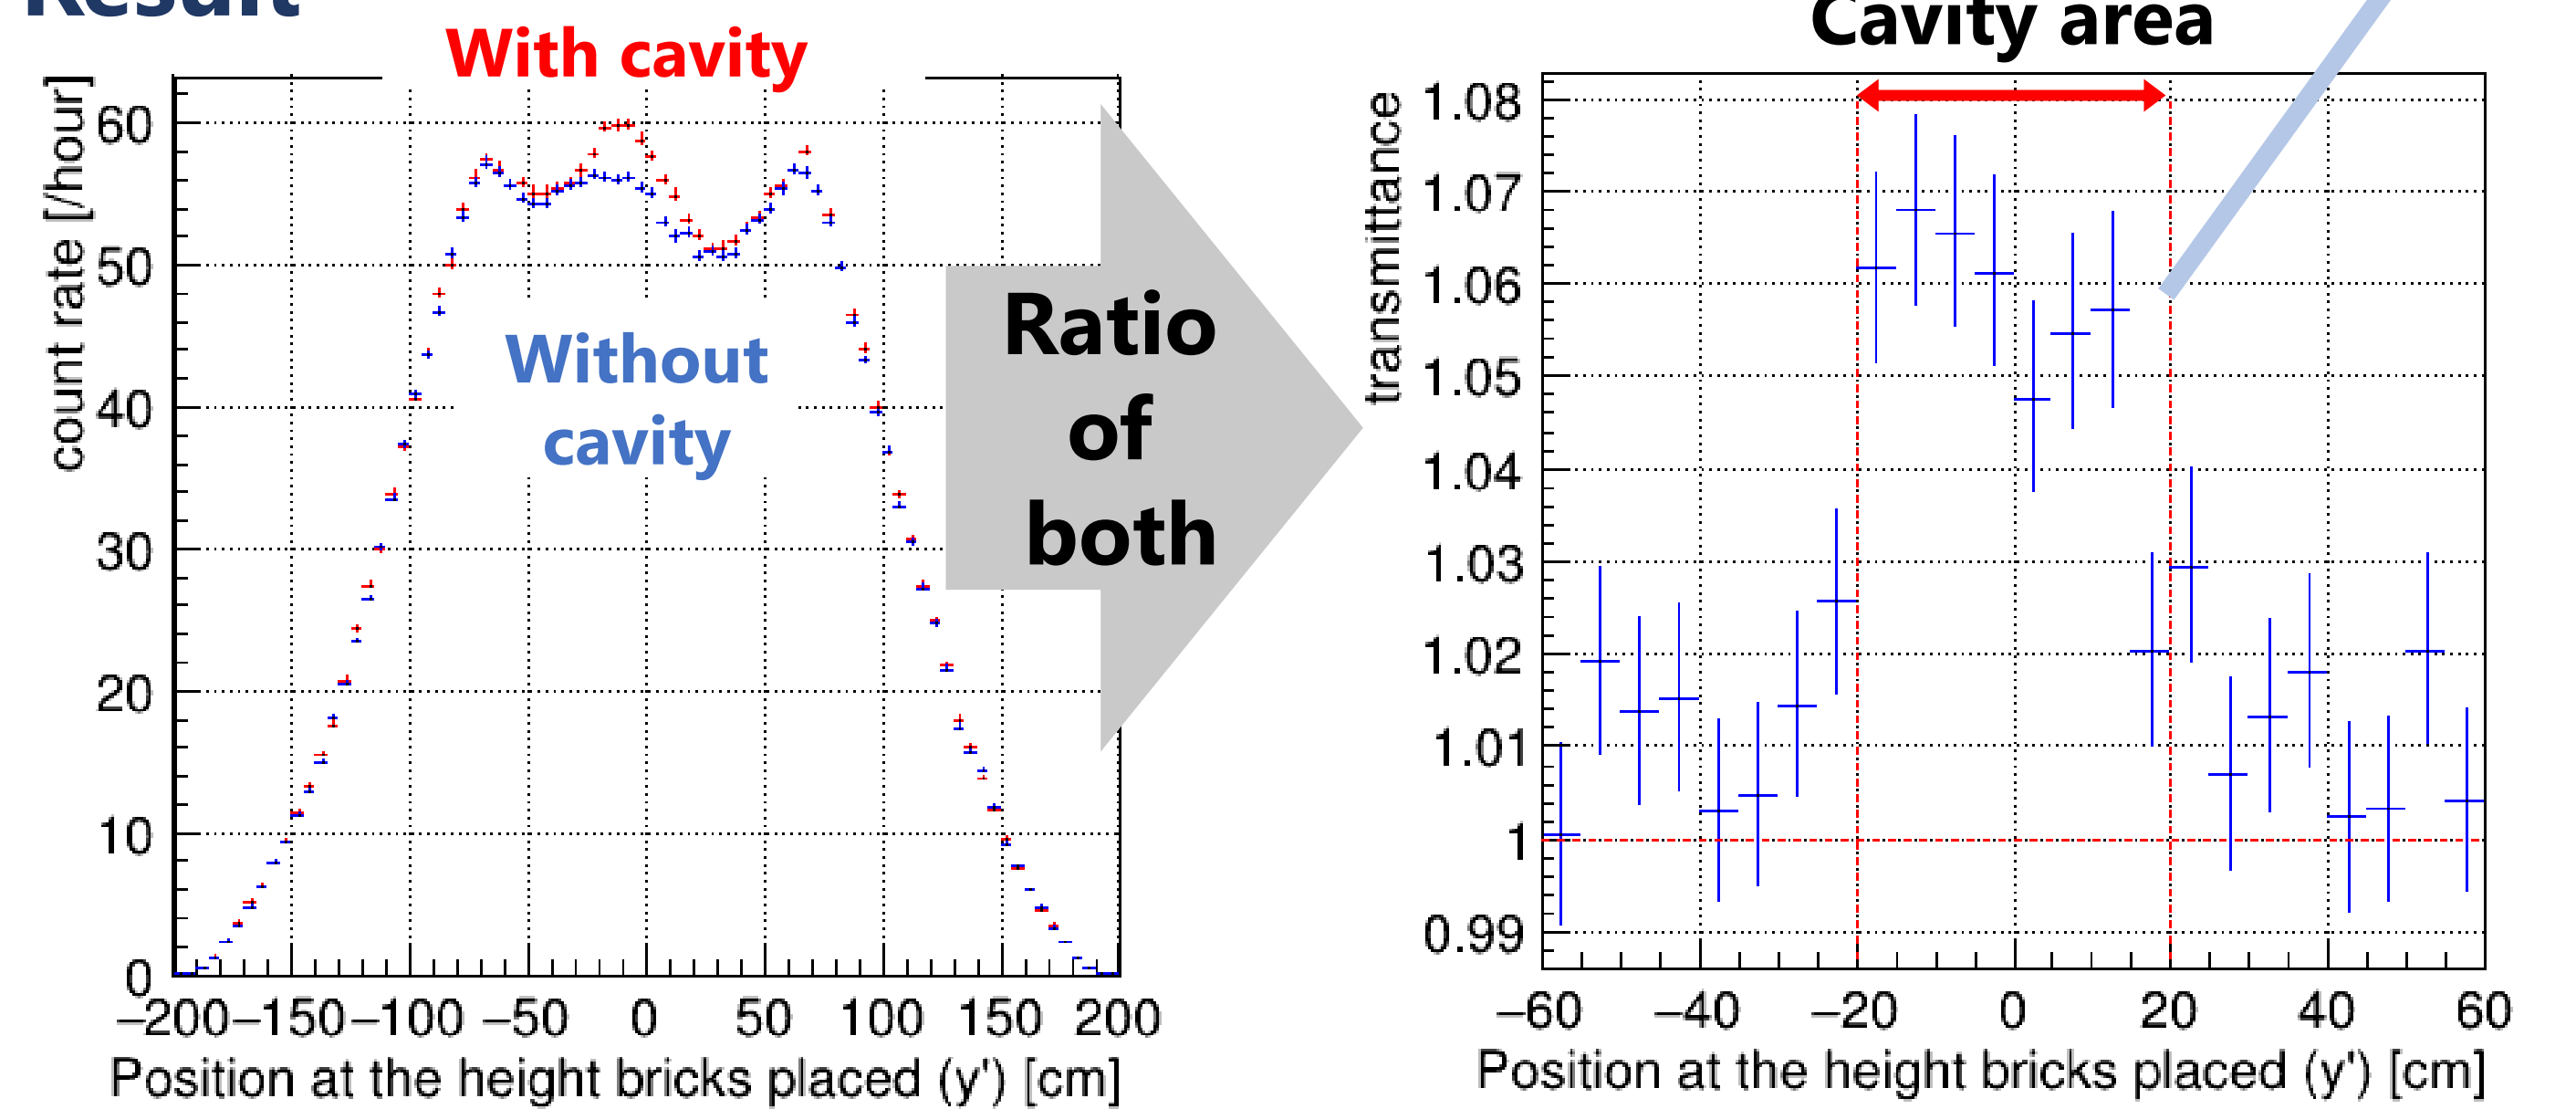 Result
With cavity
Without
cavity
count rate [/hour]
60
50
40
30
20
10
0
−200 −150 −100 −50 0 50 100 150 200
Position at the height bricks placed (y') [cm]
Ratio
of
both
Cavity area
transmittance
1.08
1.07
1.06
1.05
1.04
1.03
1.02
1.01
1
0.99
−60 −40 −20 0 20 40 60
Position at the height bricks placed (y') [cm]